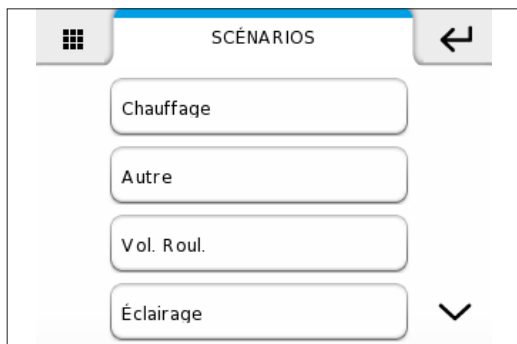 SCÉNARIOS
Chauffage
Autre
Vol. Roul.
Éclairage